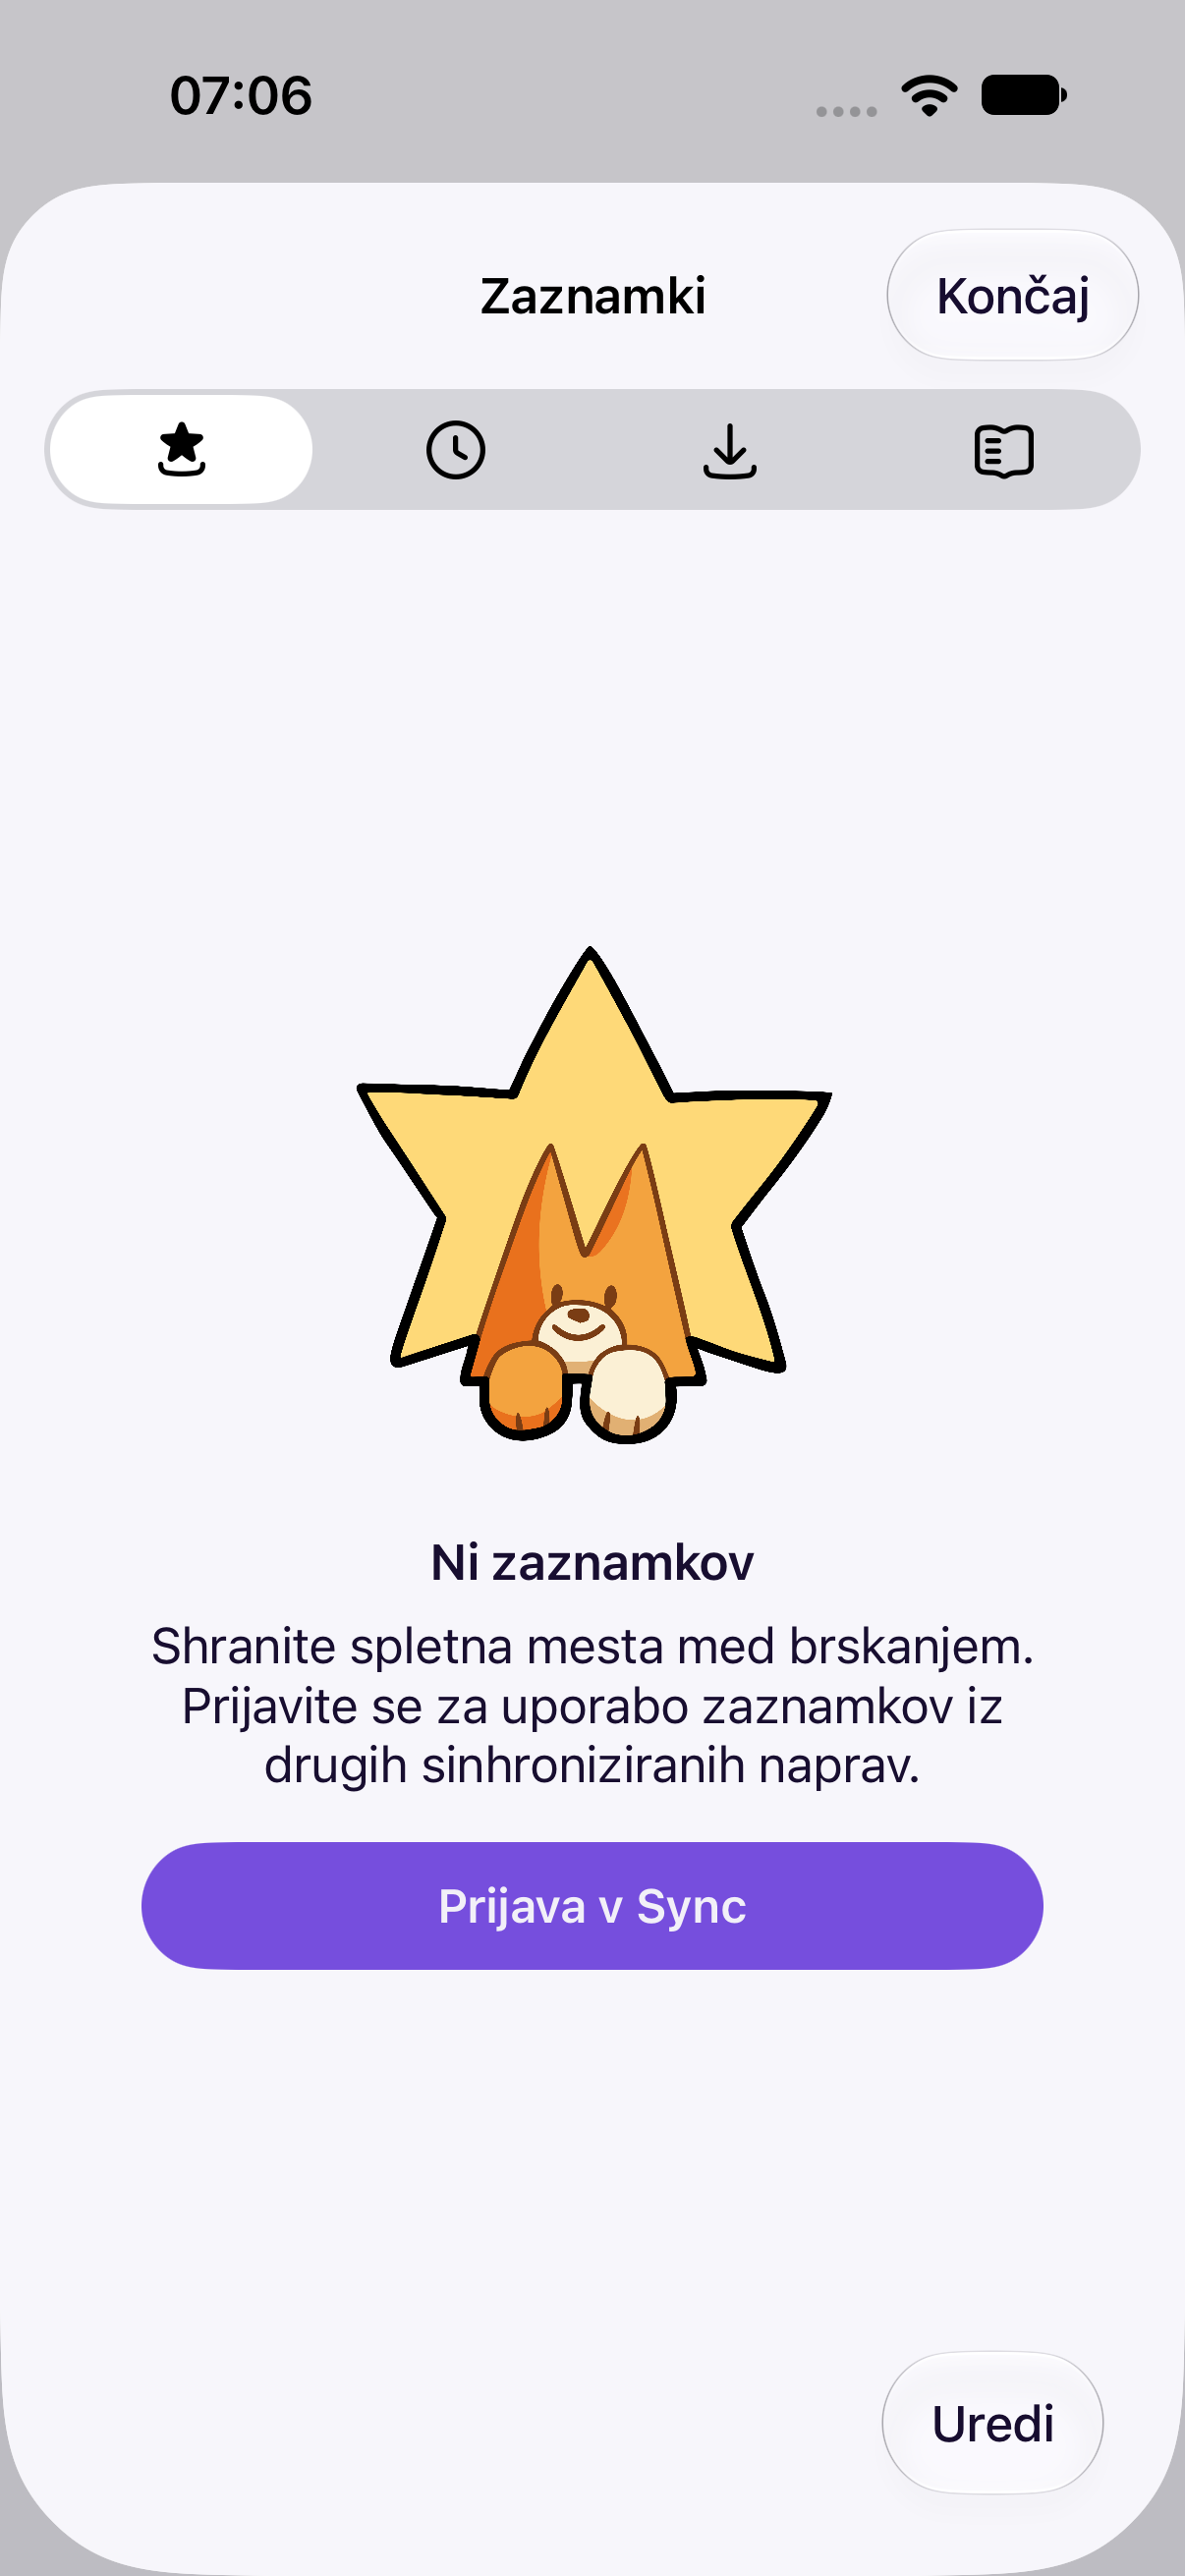 07:06
Zaznamki
Končaj
Ni zaznamkov
Shranite spletna mesta med brskanjem.
Prijavite se za uporabo zaznamkov iz
drugih sinhroniziranih naprav.
Prijava v Sync
Uredi